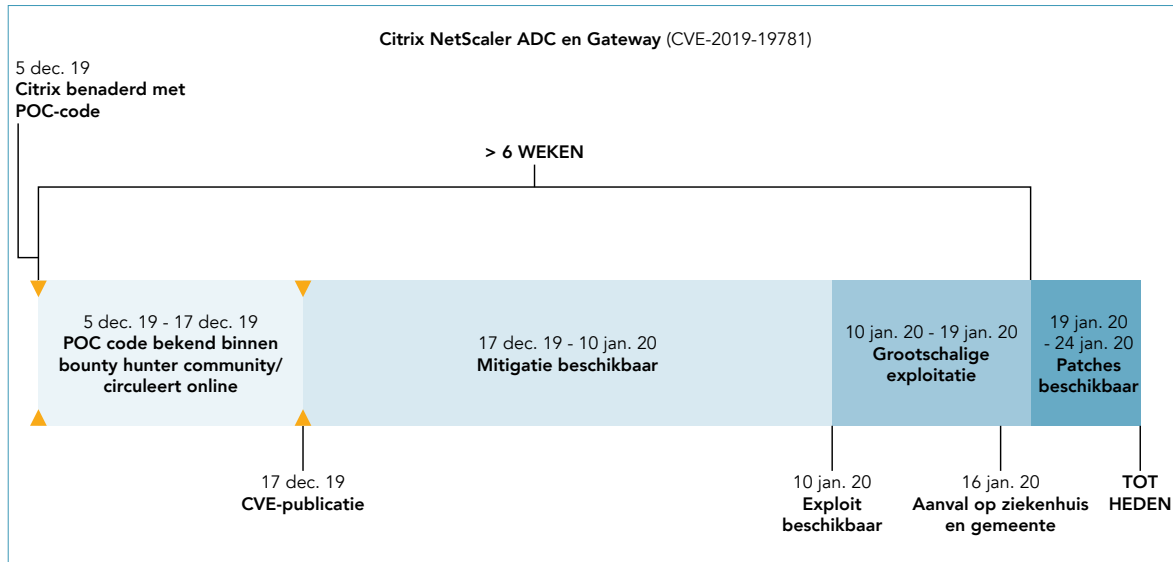 Citrix NetScaler ADC en Gateway (CVE-2019-19781)
5 dec. 19
Citrix benaderd met
POC-code
> 6 WEKEN
5 dec. 19 - 17 dec. 19
POC code bekend binnen
bounty hunter community/
circuleert online
17 dec. 19 - 10 jan. 20
Mitigatie beschikbaar
10 jan. 20 - 19 jan. 20
Grootschalige
exploitatie
19 jan. 20
- 24 jan. 20
Patches
beschikbaar
17 dec. 19
CVE-publicatie
10 jan. 20
Exploit
beschikbaar
16 jan. 20
Aanval op ziekenhuis
en gemeente
TOT
HEDEN